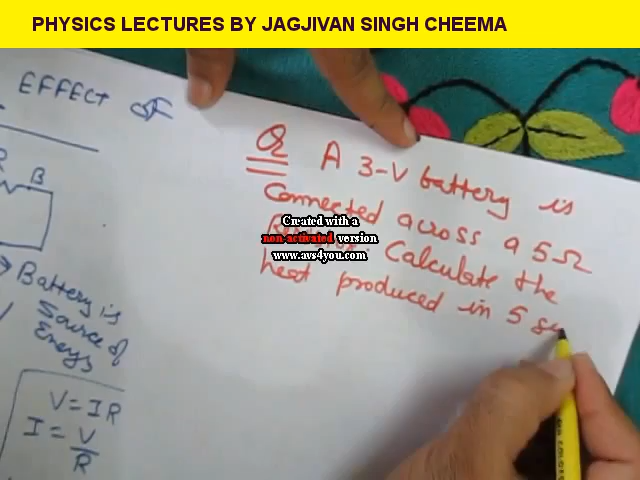 PHYSICS LECTURES BY JAGJIVAN SINGH CHEEMA
EFFECT OF
B
Battery is
Source of
Energy
V = IR
I = V
R
Q A 3-V battery is
Connected across a 5Ω
Calculate the
heat produced in 5
Created with a
non-activated version
www.avs4you.com